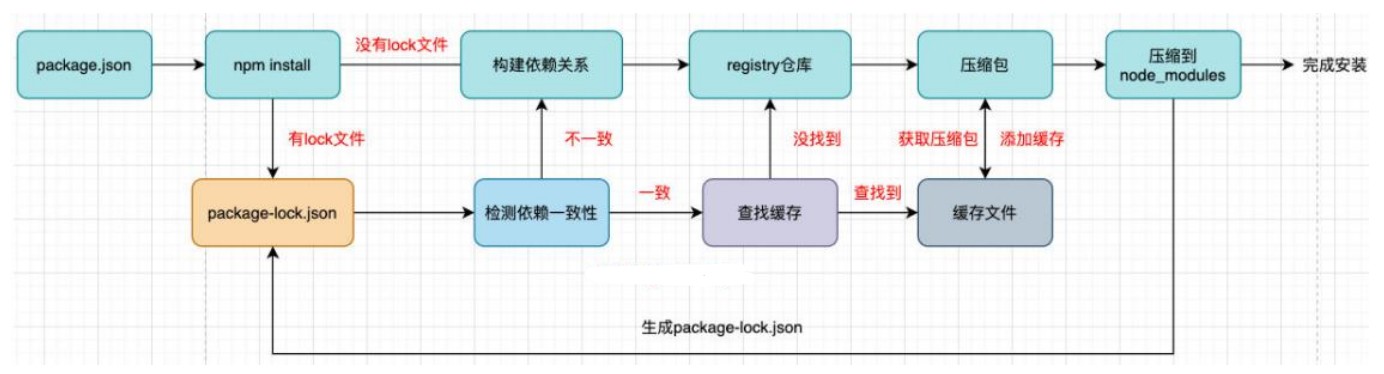 package.json
npm install
没有lock文件
构建依赖关系
registry仓库
压缩包
压缩到
node_modules
完成安装
有lock文件
不一致
没找到
获取压缩包
添加缓存
package-lock.json
检测依赖一致性
一致
查找缓存
查找到
缓存文件
生成package-lock.json